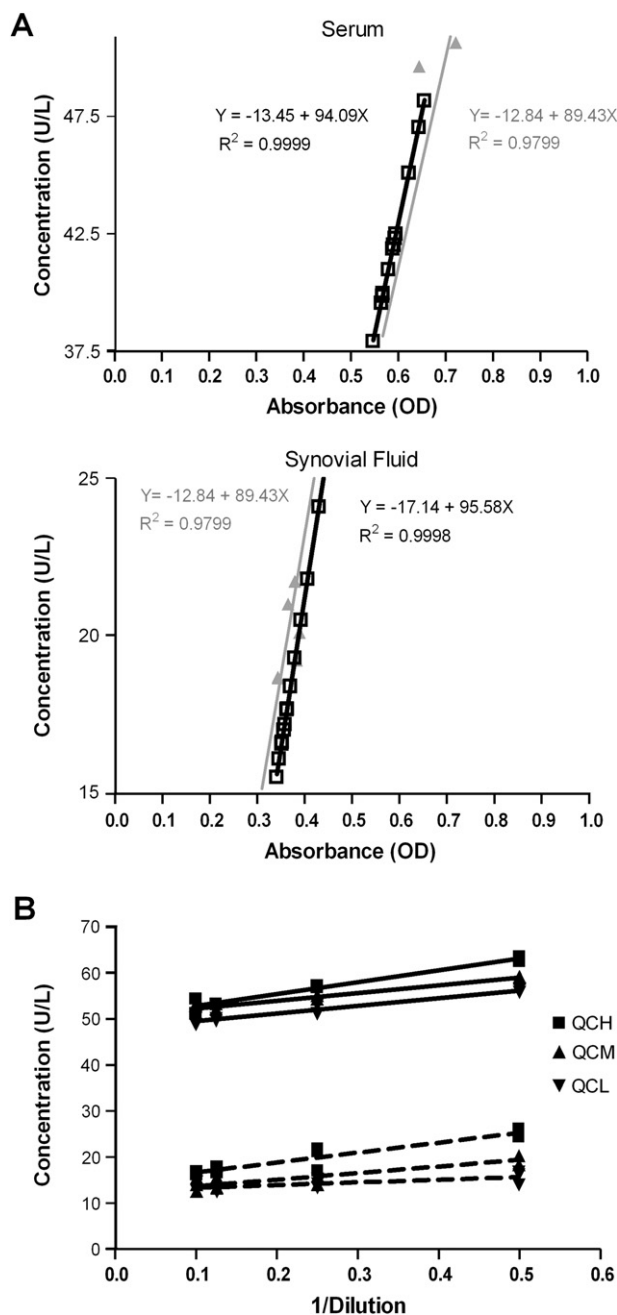 A
Serum
Concentration (U/L)
47.5
42.5
37.5
Y = -13.45 + 94.09X
R² = 0.9999
Y = -12.84 + 89.43X
R² = 0.9799
0.0 0.1 0.2 0.3 0.4 0.5 0.6 0.7 0.8 0.9 1.0
Absorbance (OD)
Synovial Fluid
Concentration (U/L)
25
20
15
Y= -12.84 + 89.43X
R² = 0.9799
Y = -17.14 + 95.58X
R² = 0.9998
0.0 0.1 0.2 0.3 0.4 0.5 0.6 0.7 0.8 0.9 1.0
Absorbance (OD)
B
Concentration (U/L)
70
60
50
40
30
20
10
0
QCH
QCM
QCL
0.0 0.1 0.2 0.3 0.4 0.5 0.6
1/Dilution